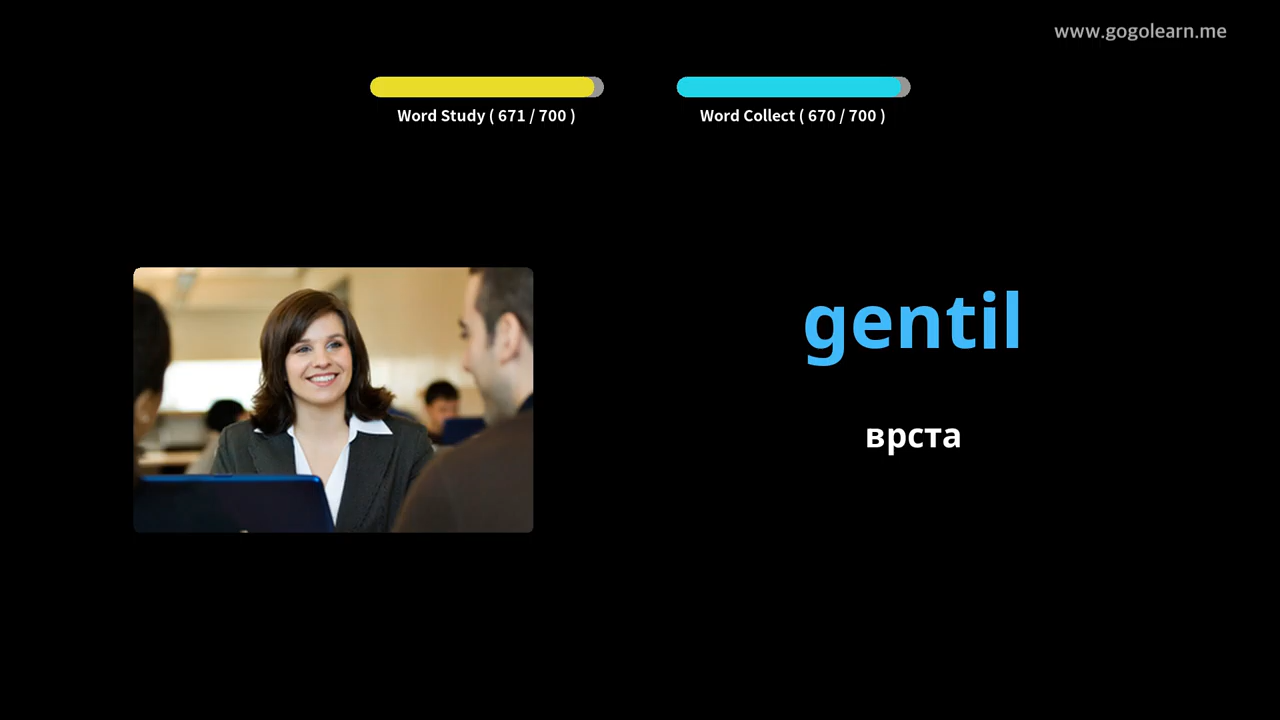 www.gogolearn.me
Word Study ( 671 / 700 )
Word Collect ( 670 / 700 )
gentil
врста